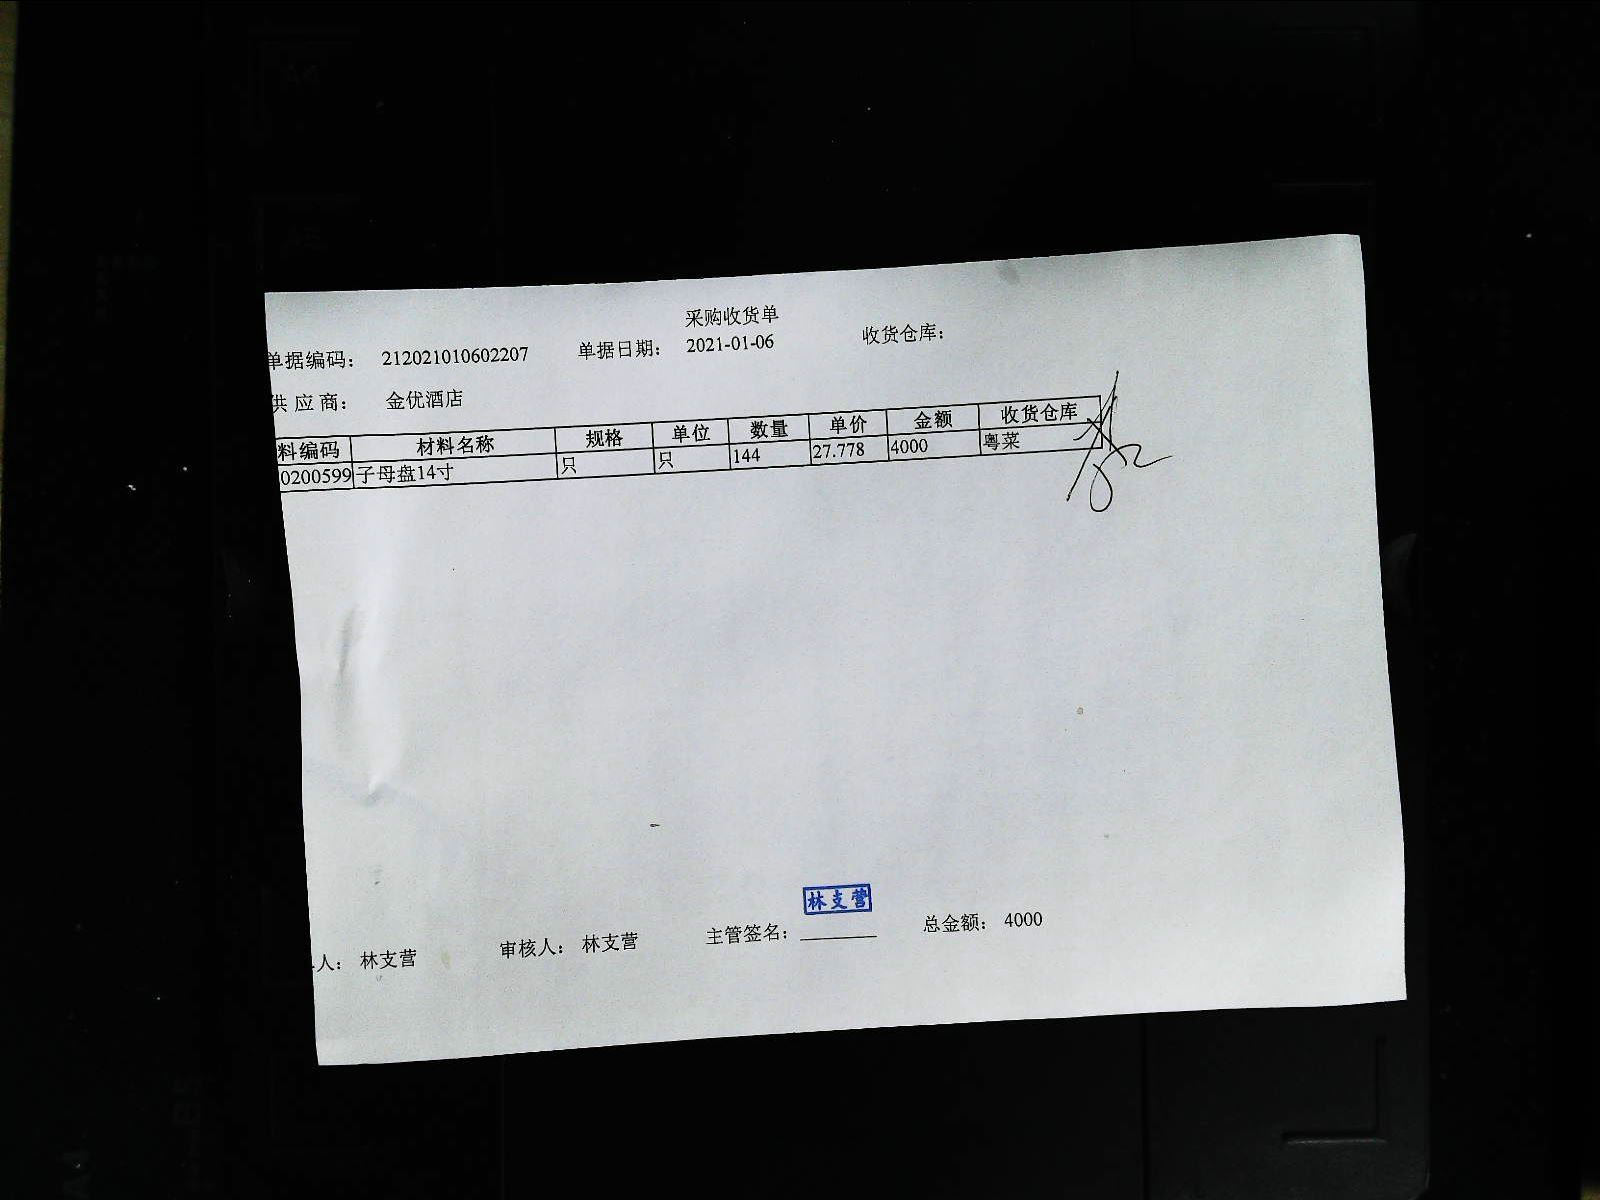 采购收货单
单据编码: 212021010602207 单据日期: 2021-01-06 收货仓库:
供应商: 金优酒店
料编码 材料名称 规格 单位 数量 单价 金额 收货仓库
0200599 子母盘14寸 只 只 144 27.778 4000 粤菜
林支营
人: 林支营 审核人: 林支营 主管签名: 总金额: 4000